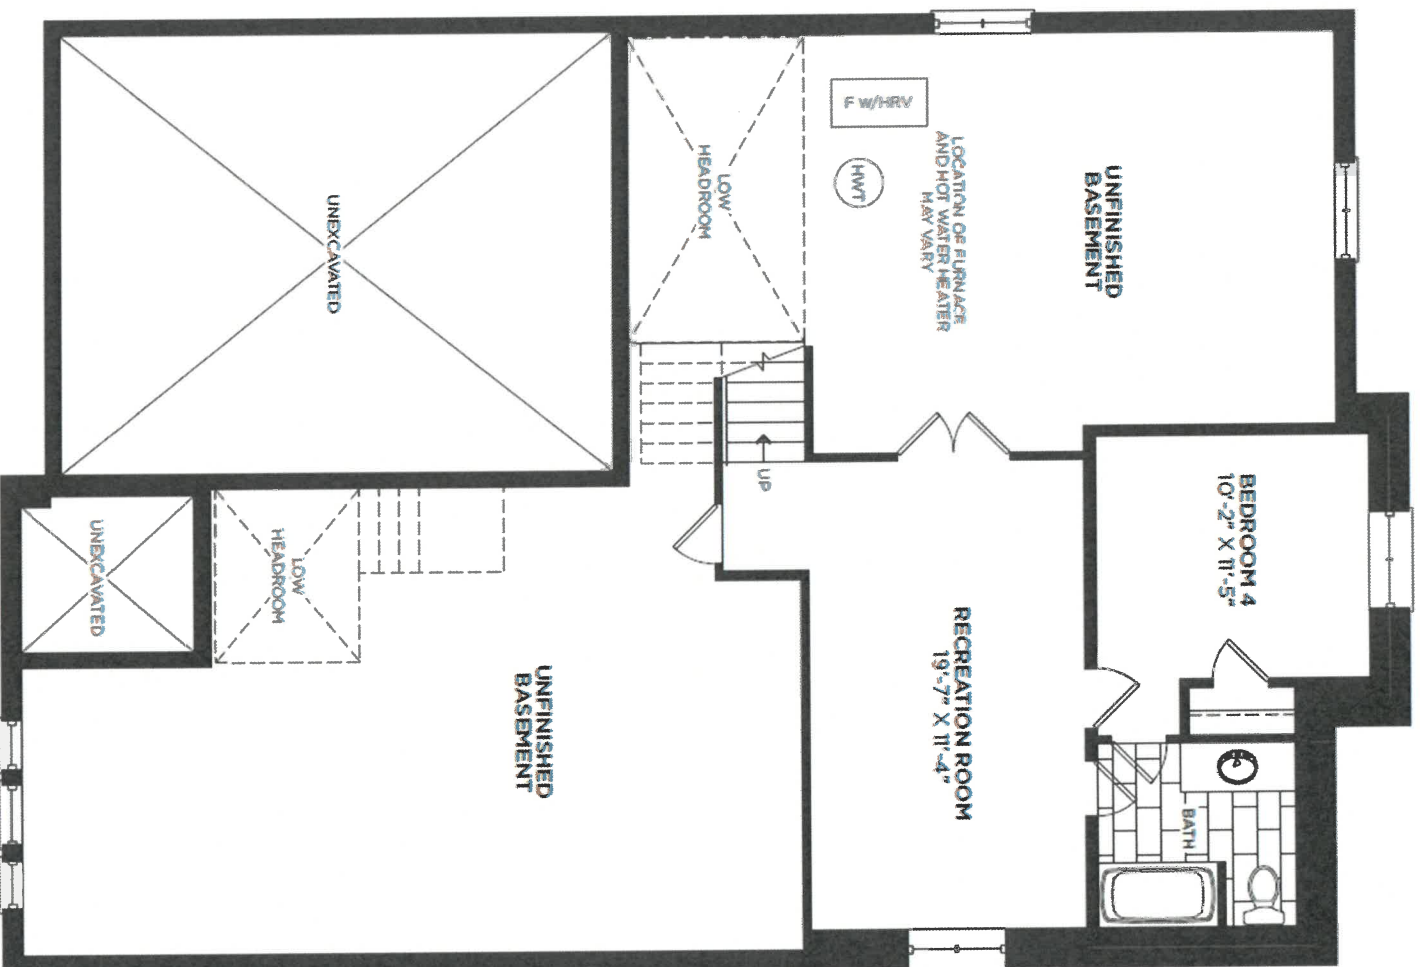 F w/HRV
HWT
LOCATION OF FURNACE
AND HOT WATER HEATER
MAY VARY
UNFINISHED
BASEMENT
LOW
HEADROOM
UNEXCAVATED
UP
BEDROOM 4
10'-2" X 11'-5"
RECREATION ROOM
19'-7" X 11'-4"
BATH
UNFINISHED
BASEMENT
LOW
HEADROOM
UNEXCAVATED